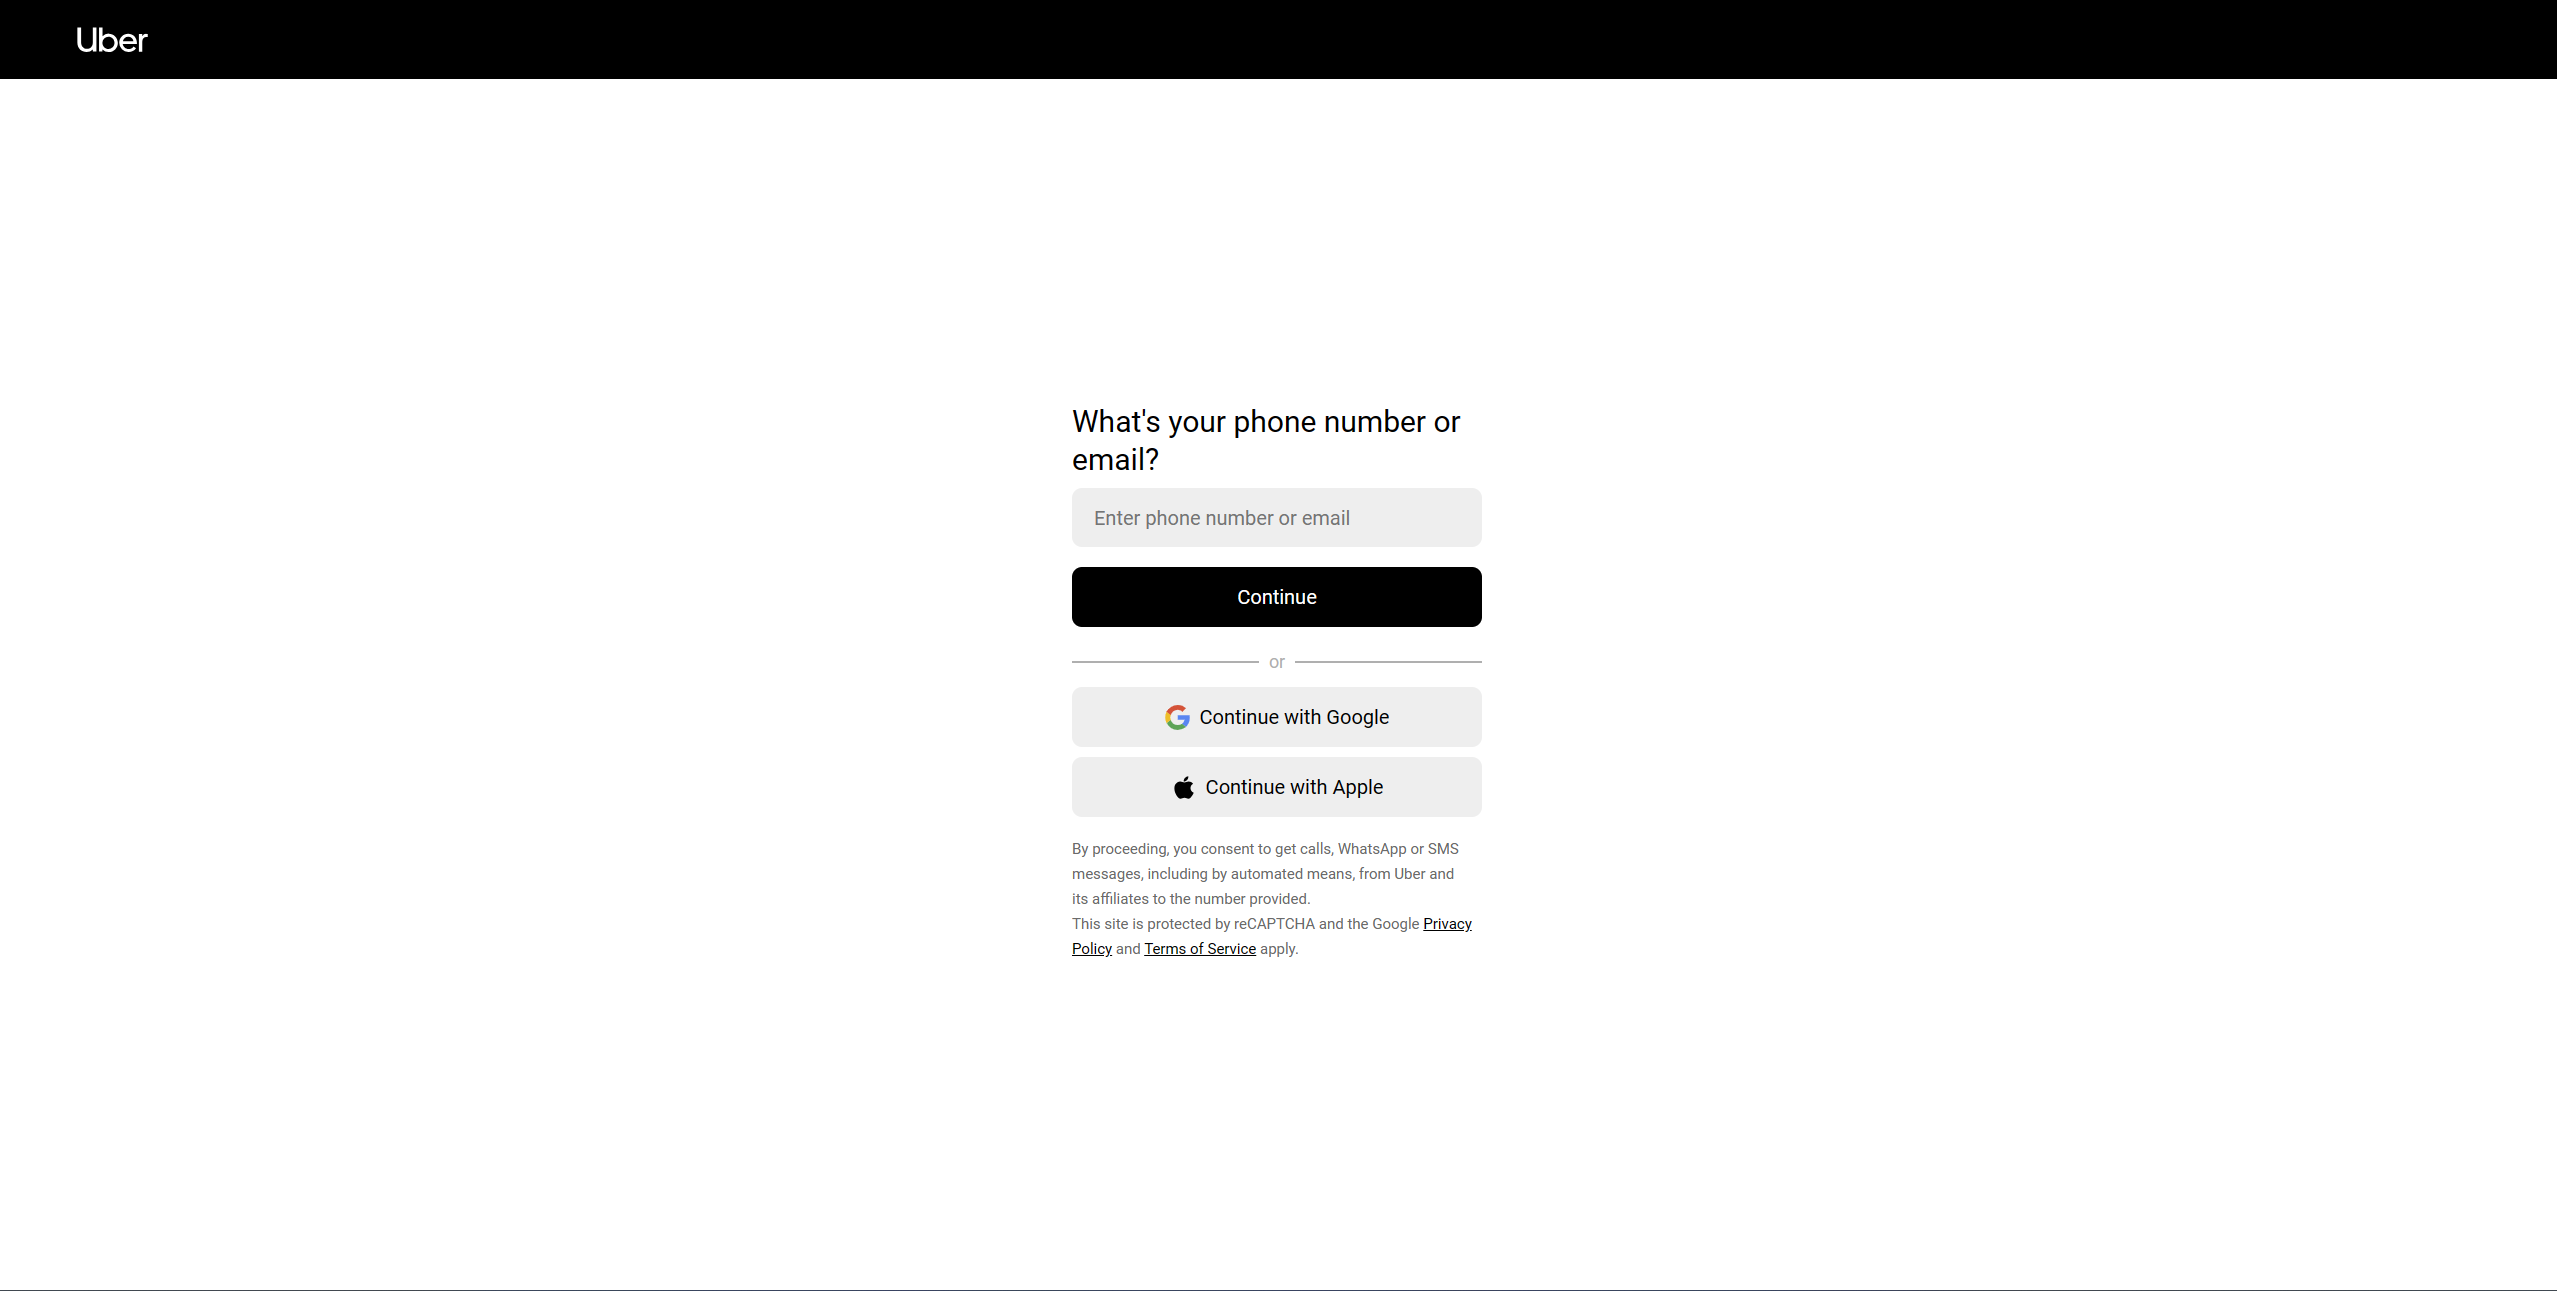 Uber
What's your phone number or
email?
Enter phone number or email
Continue
or
Continue with Google
Continue with Apple
By proceeding, you consent to get calls, WhatsApp or SMS
messages, including by automated means, from Uber and
its affiliates to the number provided.
This site is protected by reCAPTCHA and the Google Privacy
Policy and Terms of Service apply.